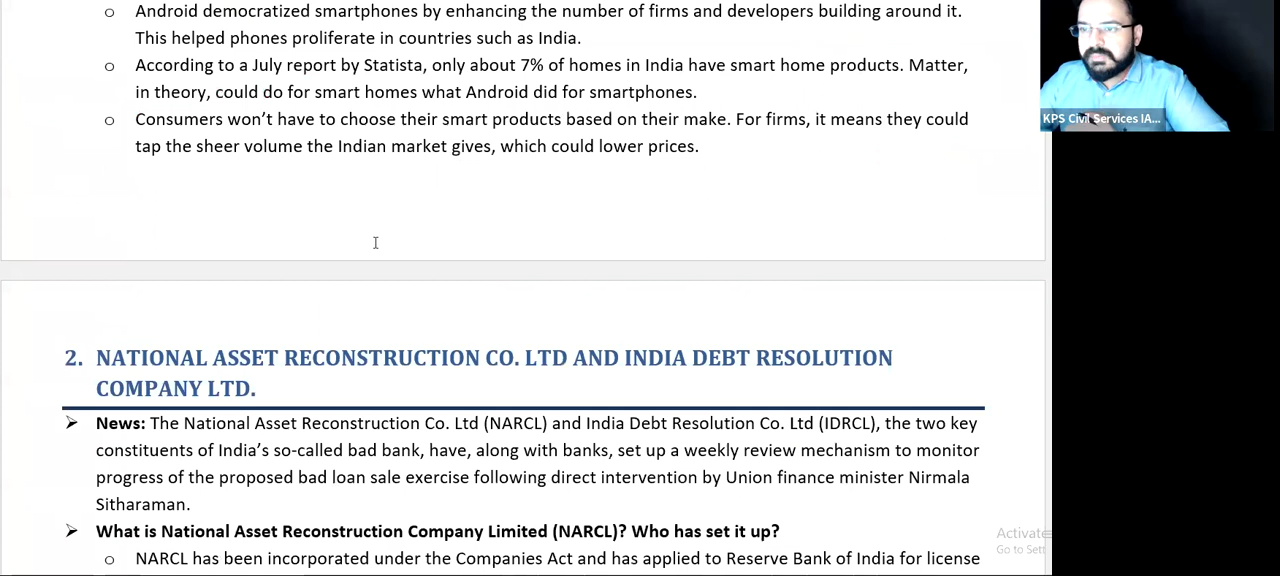 o Android democratized smartphones by enhancing the number of firms and developers building around it.
This helped phones proliferate in countries such as India.
o According to a July report by Statista, only about 7% of homes in India have smart home products. Matter,
in theory, could do for smart homes what Android did for smartphones.
o Consumers won’t have to choose their smart products based on their make. For firms, it means they could
tap the sheer volume the Indian market gives, which could lower prices.
KPS Civil Services IA...
2. NATIONAL ASSET RECONSTRUCTION CO. LTD AND INDIA DEBT RESOLUTION
COMPANY LTD.
➢ News: The National Asset Reconstruction Co. Ltd (NARCL) and India Debt Resolution Co. Ltd (IDRCL), the two key
constituents of India’s so-called bad bank, have, along with banks, set up a weekly review mechanism to monitor
progress of the proposed bad loan sale exercise following direct intervention by Union finance minister Nirmala
Sitharaman.
➢ What is National Asset Reconstruction Company Limited (NARCL)? Who has set it up?
o NARCL has been incorporated under the Companies Act and has applied to Reserve Bank of India for license
Activate
Go to Sett